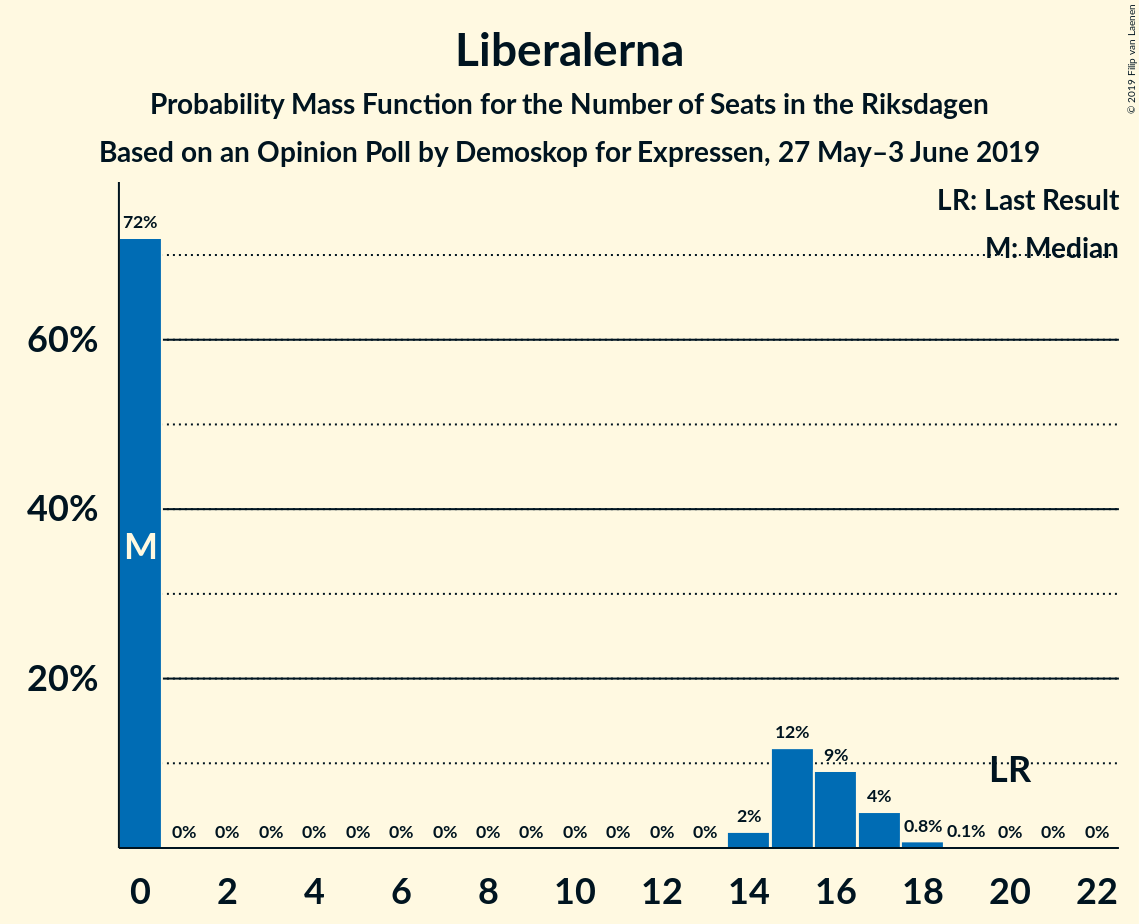 Liberalerna
Probability Mass Function for the Number of Seats in the Riksdagen
Based on an Opinion Poll by Demoskop for Expressen, 27 May–3 June 2019
© 2019 Filip van Laenen
LR: Last Result
M: Median
72%
60%
40%
20%
M
LR
0% 0% 0% 0% 0% 0% 0% 0% 0% 0% 0% 0% 0% 2% 12% 9% 4% 0.8% 0.1% 0% 0% 0%
0 2 4 6 8 10 12 14 16 18 20 22